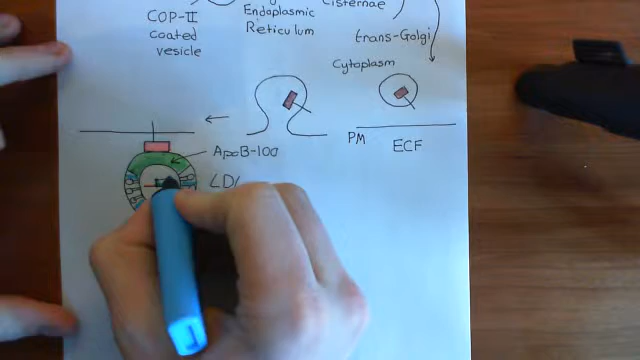 COP-II
coated
vesicle
Endoplasmic
Reticulum
Cisternae
trans-Golgi
Cytoplasm
PM
ECF
ApoB-100